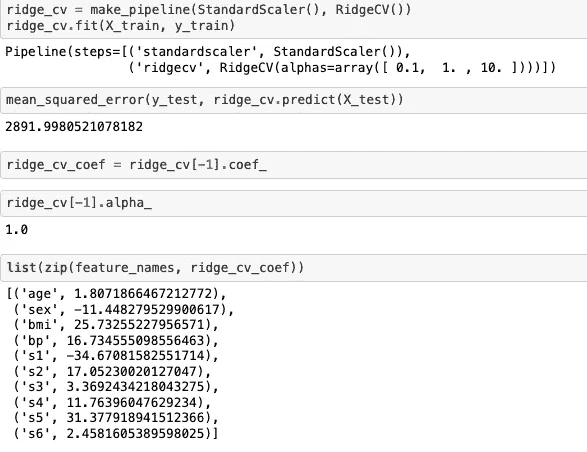 ridge_cv = make_pipeline(StandardScaler(), RidgeCV())
ridge_cv.fit(X_train, y_train)
Pipeline(steps=[('standardscaler', StandardScaler()),
('ridgecv', RidgeCV(alphas=array([ 0.1,  1. , 10. ])))])
mean_squared_error(y_test, ridge_cv.predict(X_test))
2891.9980521078182
ridge_cv_coef = ridge_cv[-1].coef_
ridge_cv[-1].alpha_
1.0
list(zip(feature_names, ridge_cv_coef))
[('age', 1.8071866467212772),
('sex', -11.448279529900617),
('bmi', 25.73255227956571),
('bp', 16.734555098556463),
('s1', -34.67081582551714),
('s2', 17.05230020127047),
('s3', 3.3692434218043275),
('s4', 11.76396047629234),
('s5', 31.377918941512366),
('s6', 2.4581605389598025)]